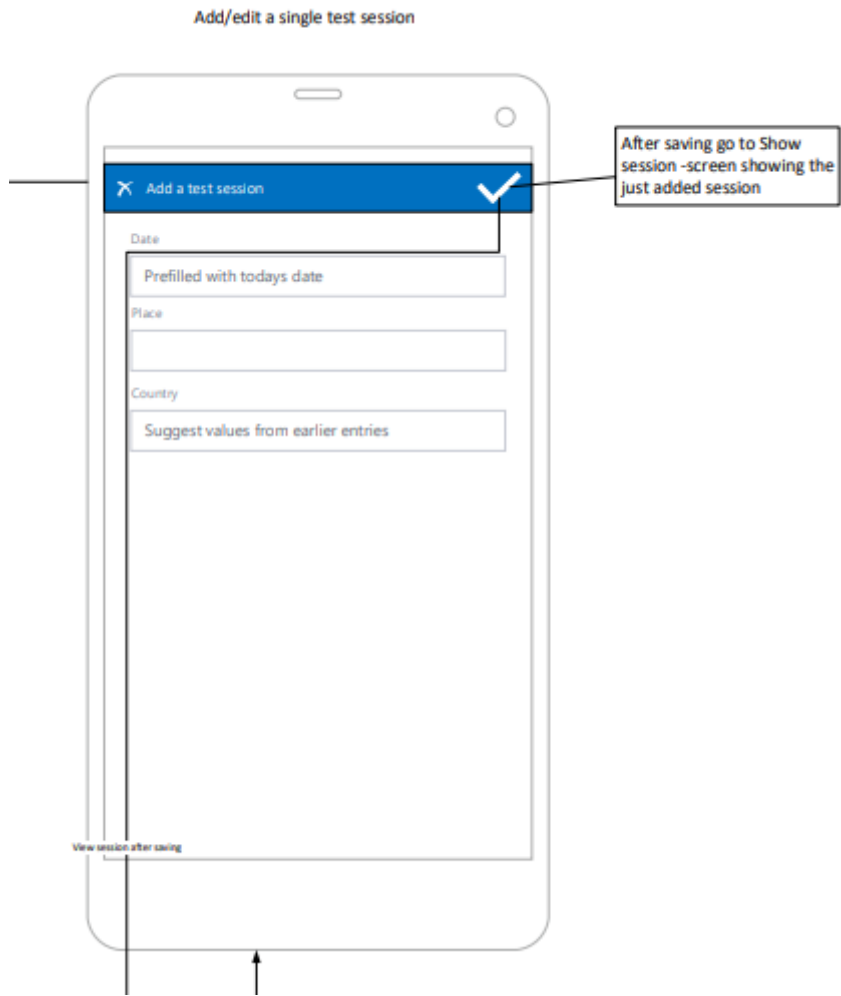 Add/edit a single test session
After saving go to Show
session -screen showing the
just added session
Add a test session
Date
Prefilled with todays date
Place
Country
Suggest values from earlier entries
View session after saving